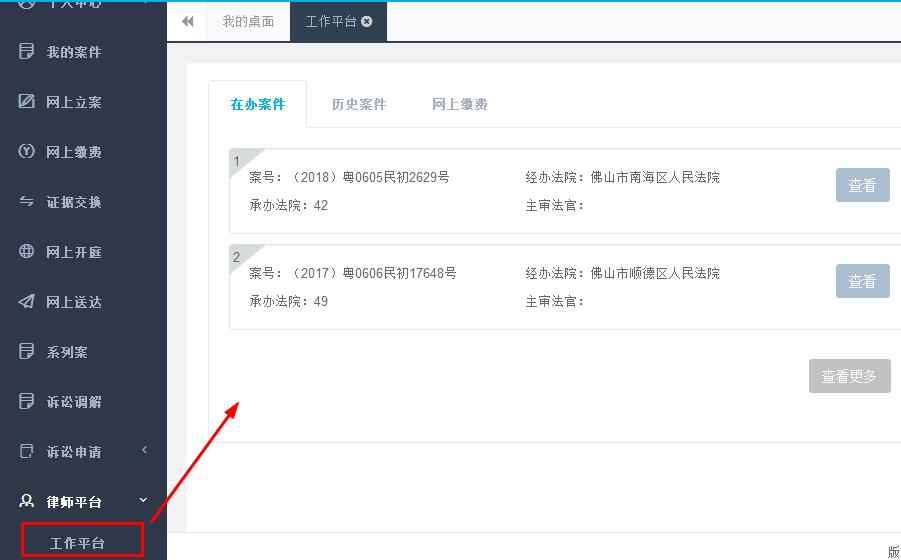 个人中心
我的案件
网上立案
网上缴费
证据交换
网上开庭
网上送达
系列案
诉讼调解
诉讼申请
律师平台
工作平台
我的桌面 工作平台
在办案件 历史案件 网上缴费
1
案号：（2018）粤0605民初2629号 经办法院：佛山市南海区人民法院
查看
承办法院：42 主审法官：
2
案号：（2017）粤0606民初17648号 经办法院：佛山市顺德区人民法院
查看
承办法院：49 主审法官：
查看更多
版